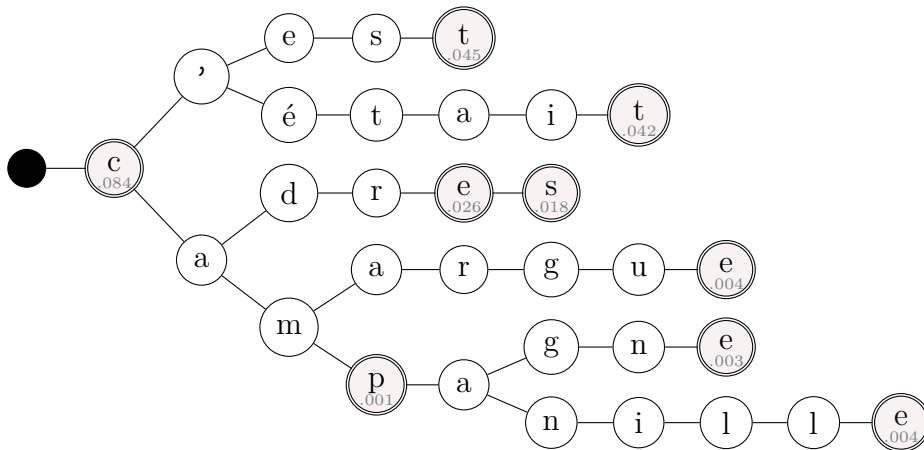 e s t .045
,
é t a i t .042
c .084
d r e .026 s .018
a
a r g u e .004
m
g n e .003
p .001 a
n i l l e .004